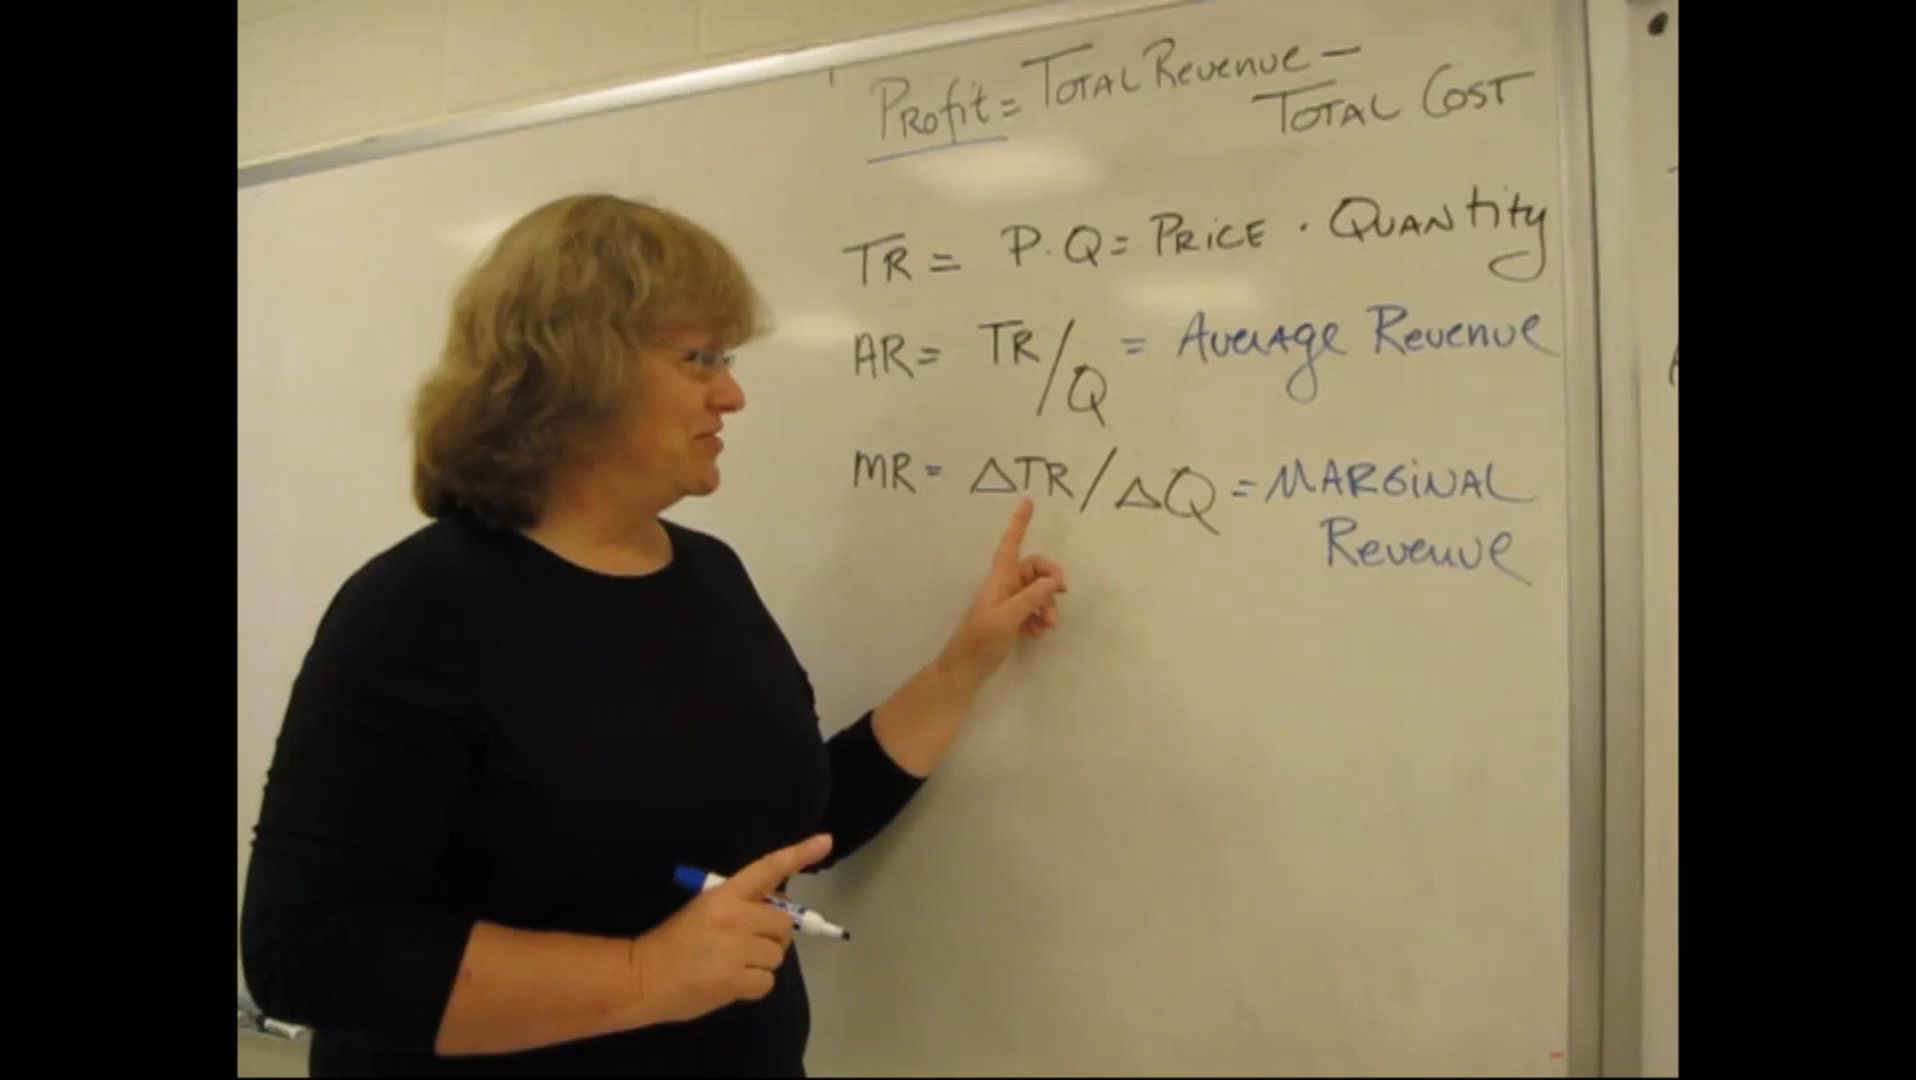 Profit = Total Revenue –
Total Cost
TR = P·Q = Price · Quantity
AR = TR/Q = Average Revenue
MR = ΔTR/ΔQ = Marginal
Revenue